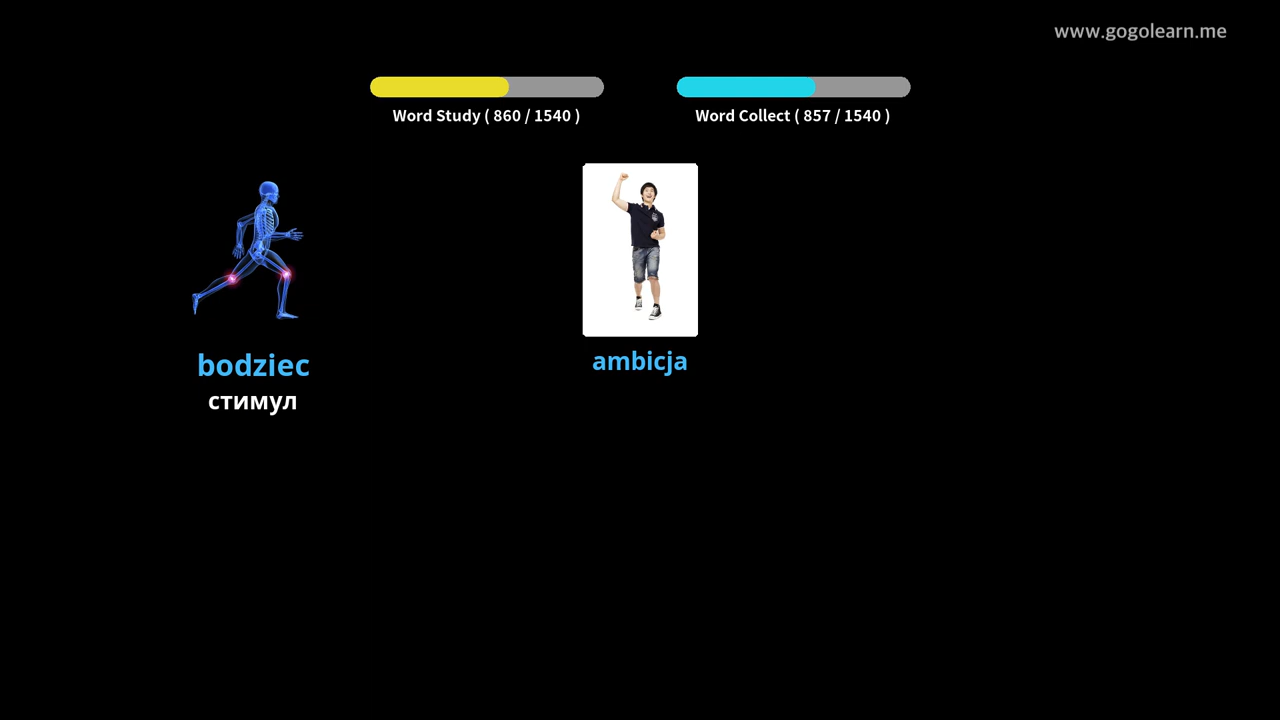 www.gogolearn.me
Word Study ( 860 / 1540 )
Word Collect ( 857 / 1540 )
bodziec
стимул
ambicja